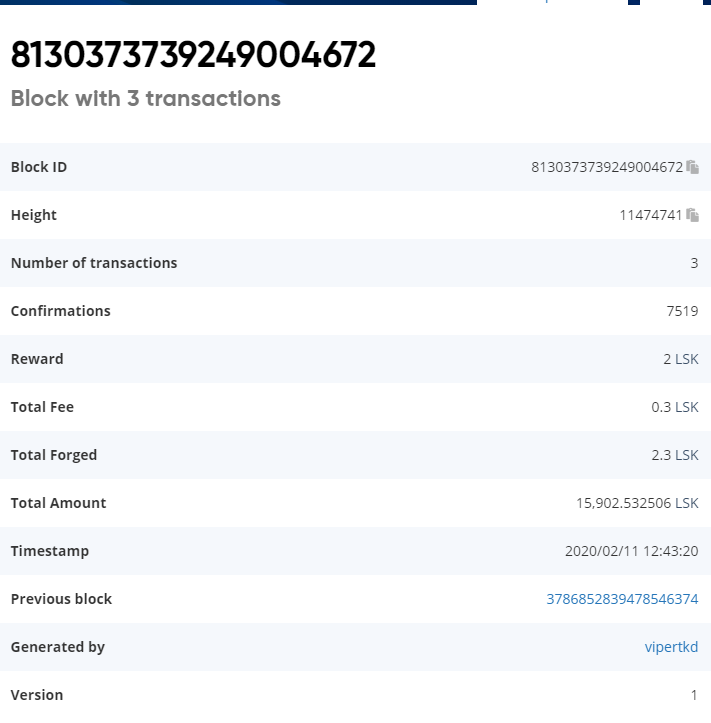 8130373739249004672
Block with 3 transactions
Block ID 8130373739249004672
Height 11474741
Number of transactions 3
Confirmations 7519
Reward 2 LSK
Total Fee 0.3 LSK
Total Forged 2.3 LSK
Total Amount 15,902.532506 LSK
Timestamp 2020/02/11 12:43:20
Previous block 3786852839478546374
Generated by vipertkd
Version 1